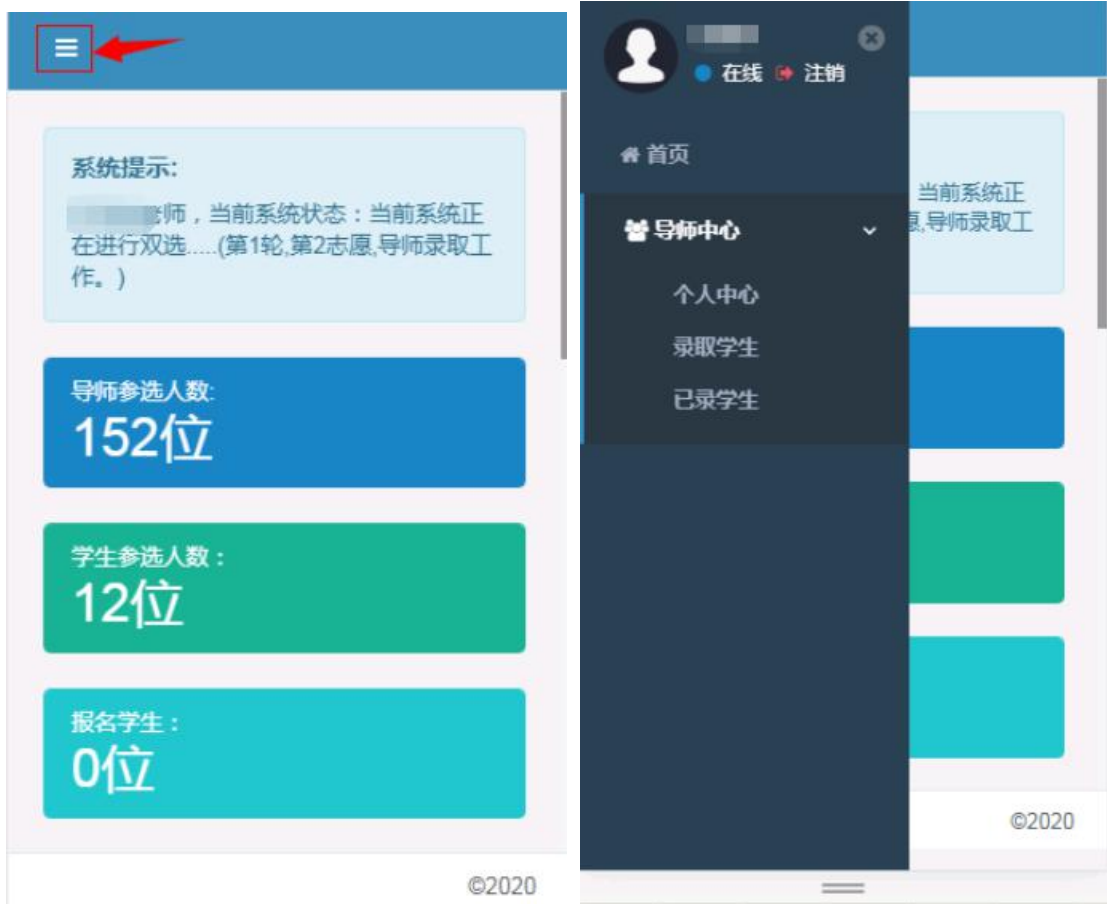 系统提示:
师，当前系统状态：当前系统正
在进行双选.....(第1轮,第2志愿,导师录取工
作。)
导师参选人数:
152位
学生参选人数：
12位
报名学生：
0位
©2020
在线 注销
首页
导师中心
个人中心
录取学生
已录学生
当前系统正
,导师录取工
©2020